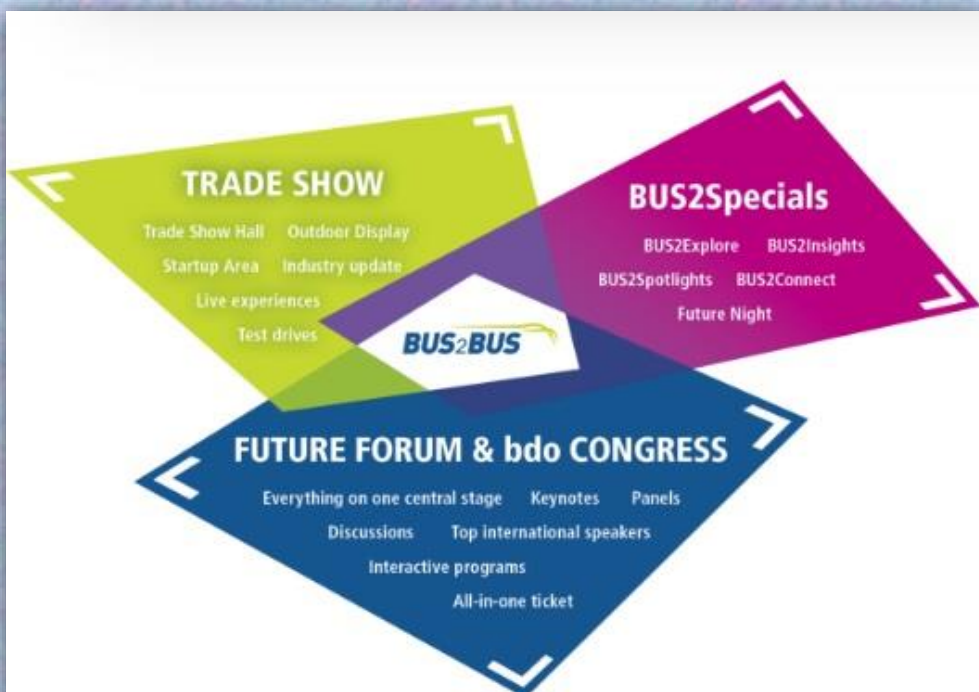 TRADE SHOW
Trade Show Hall Outdoor Display
Startup Area Industry update
Live experiences
Test drives
BUS2Specials
BUS2Explore BUS2Insights
BUS2Spotlights BUS2Connect
Future Night
BUS2BUS
FUTURE FORUM & bdo CONGRESS
Everything on one central stage Keynotes Panels
Discussions Top international speakers
Interactive programs
All-in-one ticket